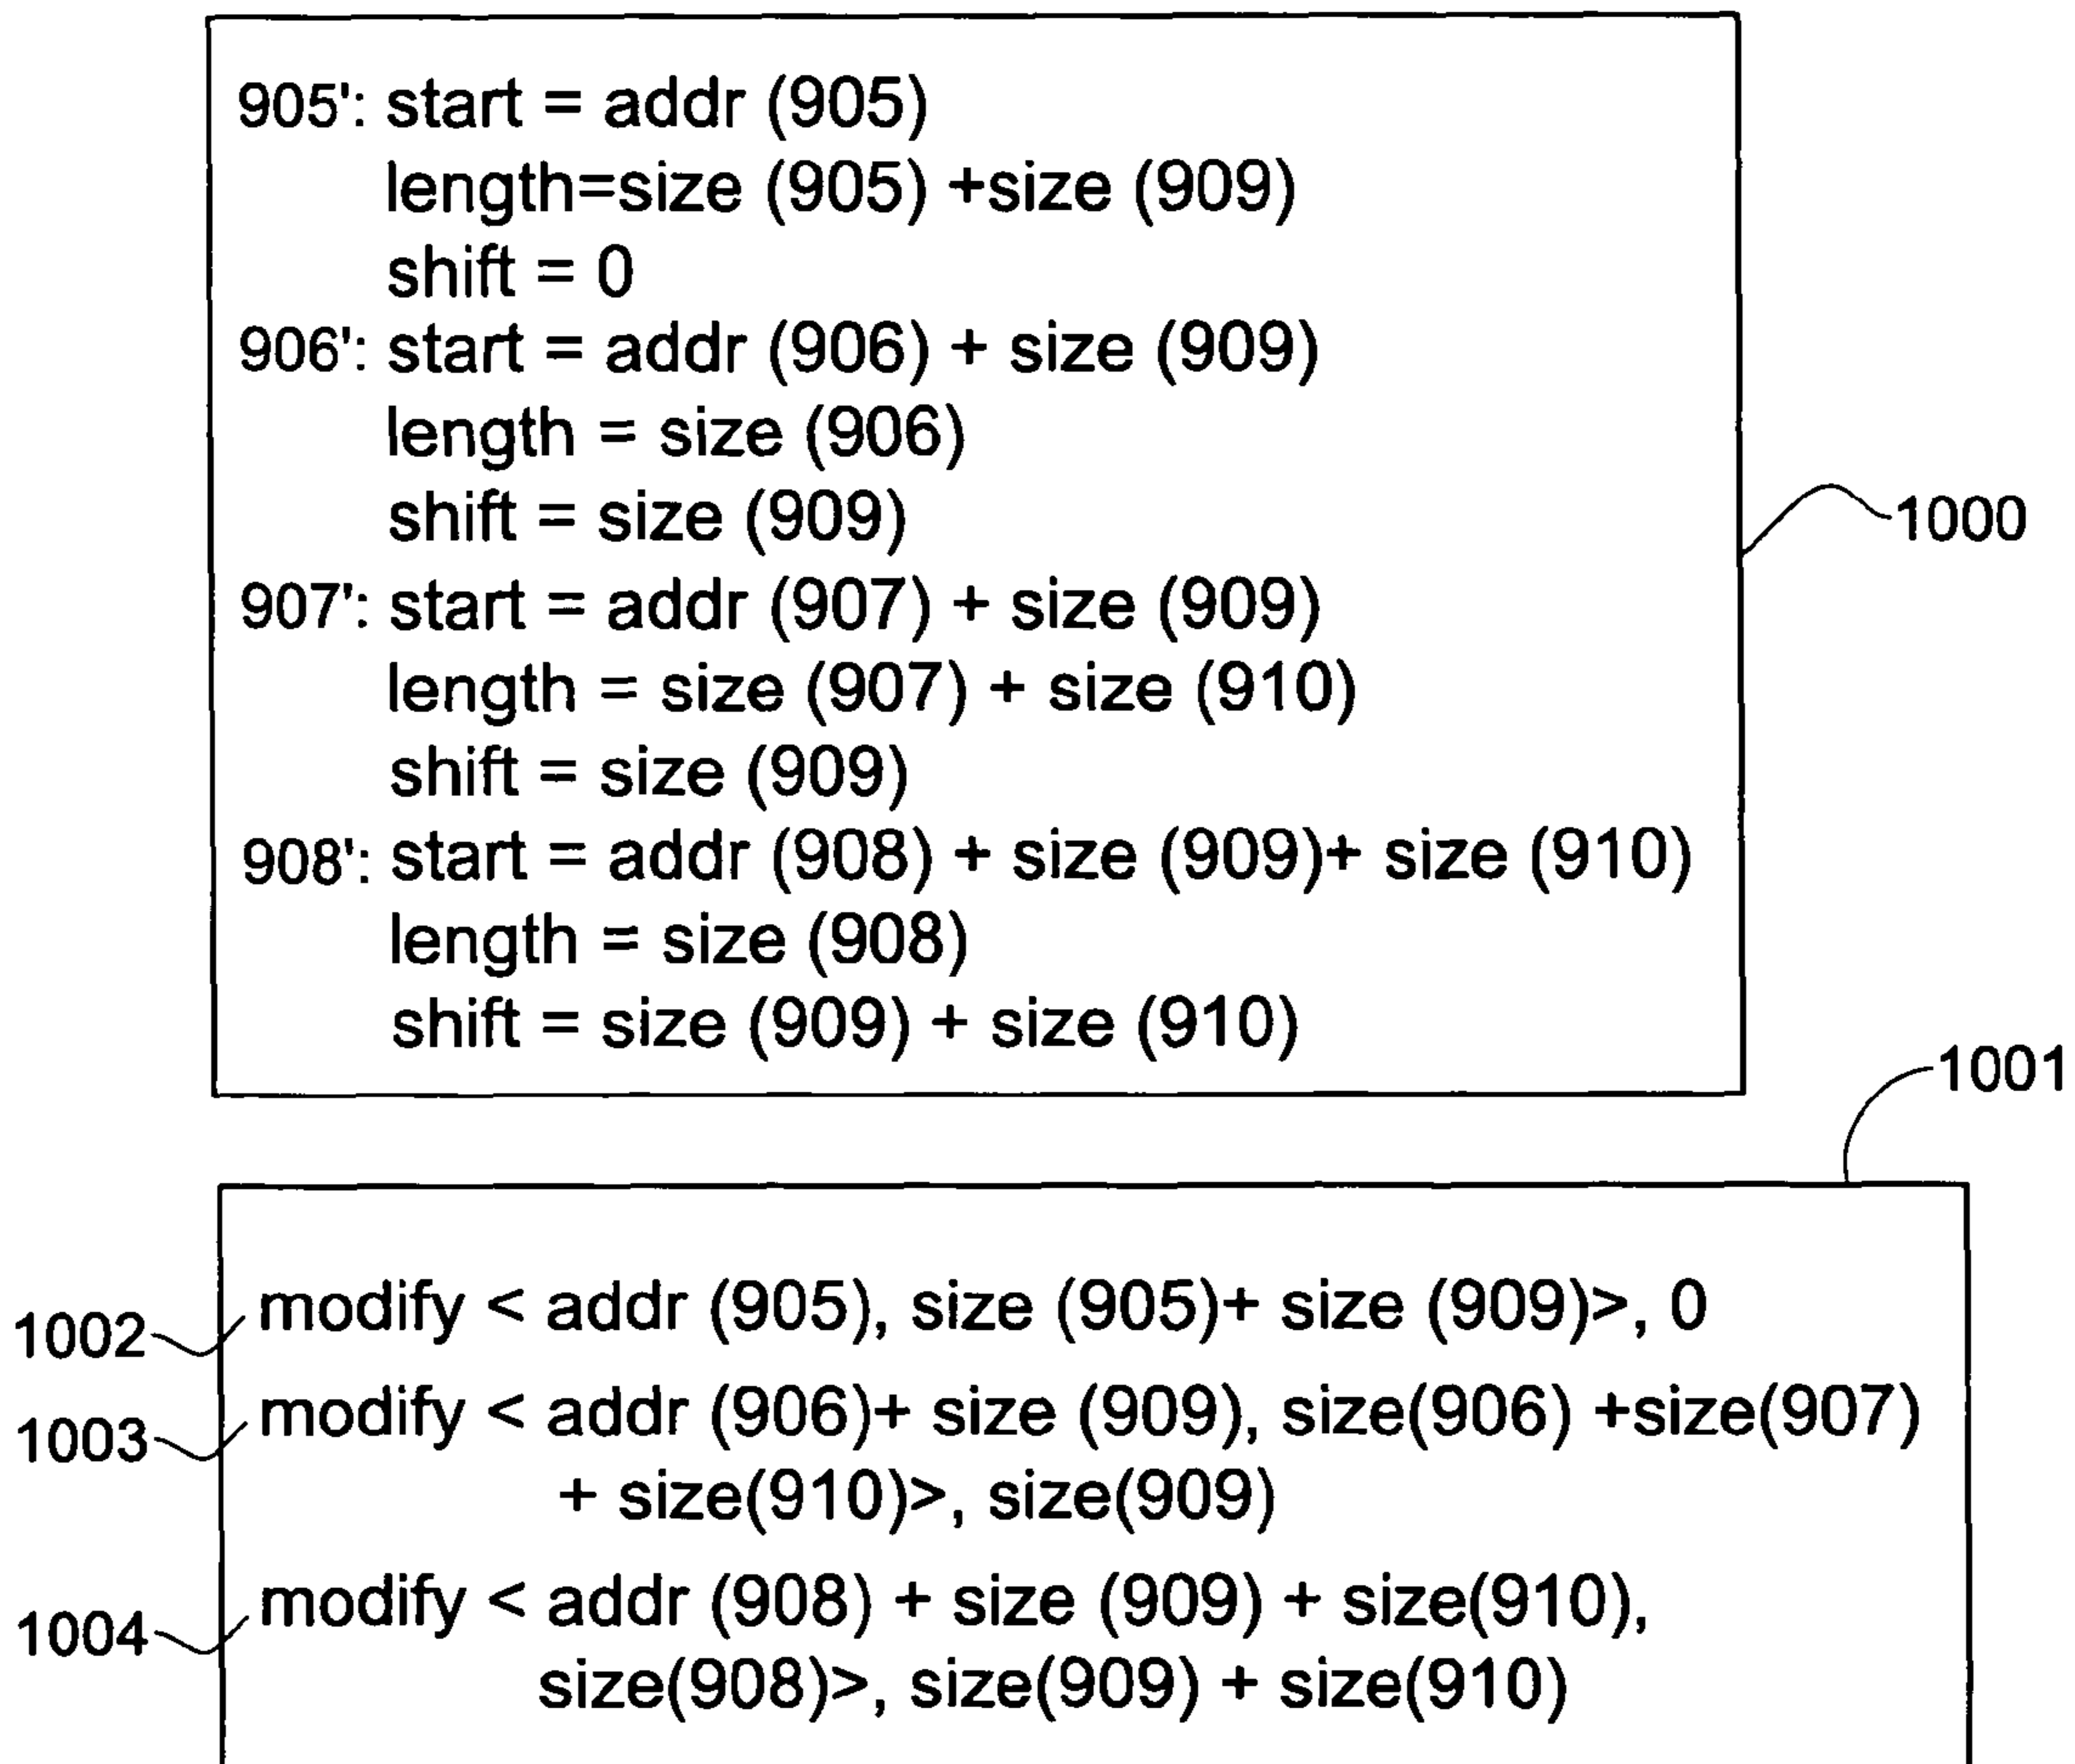 905': start = addr (905)
length=size (905) +size (909)
shift = 0
906': start = addr (906) + size (909)
length = size (906)
shift = size (909)
1000
907': start = addr (907) + size (909)
length = size (907) + size (910)
shift = size (909)
908': start = addr (908) + size (909)+ size (910)
length = size (908)
shift = size (909) + size (910)
1001
1002 modify < addr (905), size (905)+ size (909)>, 0
1003 modify < addr (906)+ size (909), size(906) +size(907)
+ size(910)>, size(909)
1004 modify < addr (908) + size (909) + size(910),
size(908)>, size(909) + size(910)